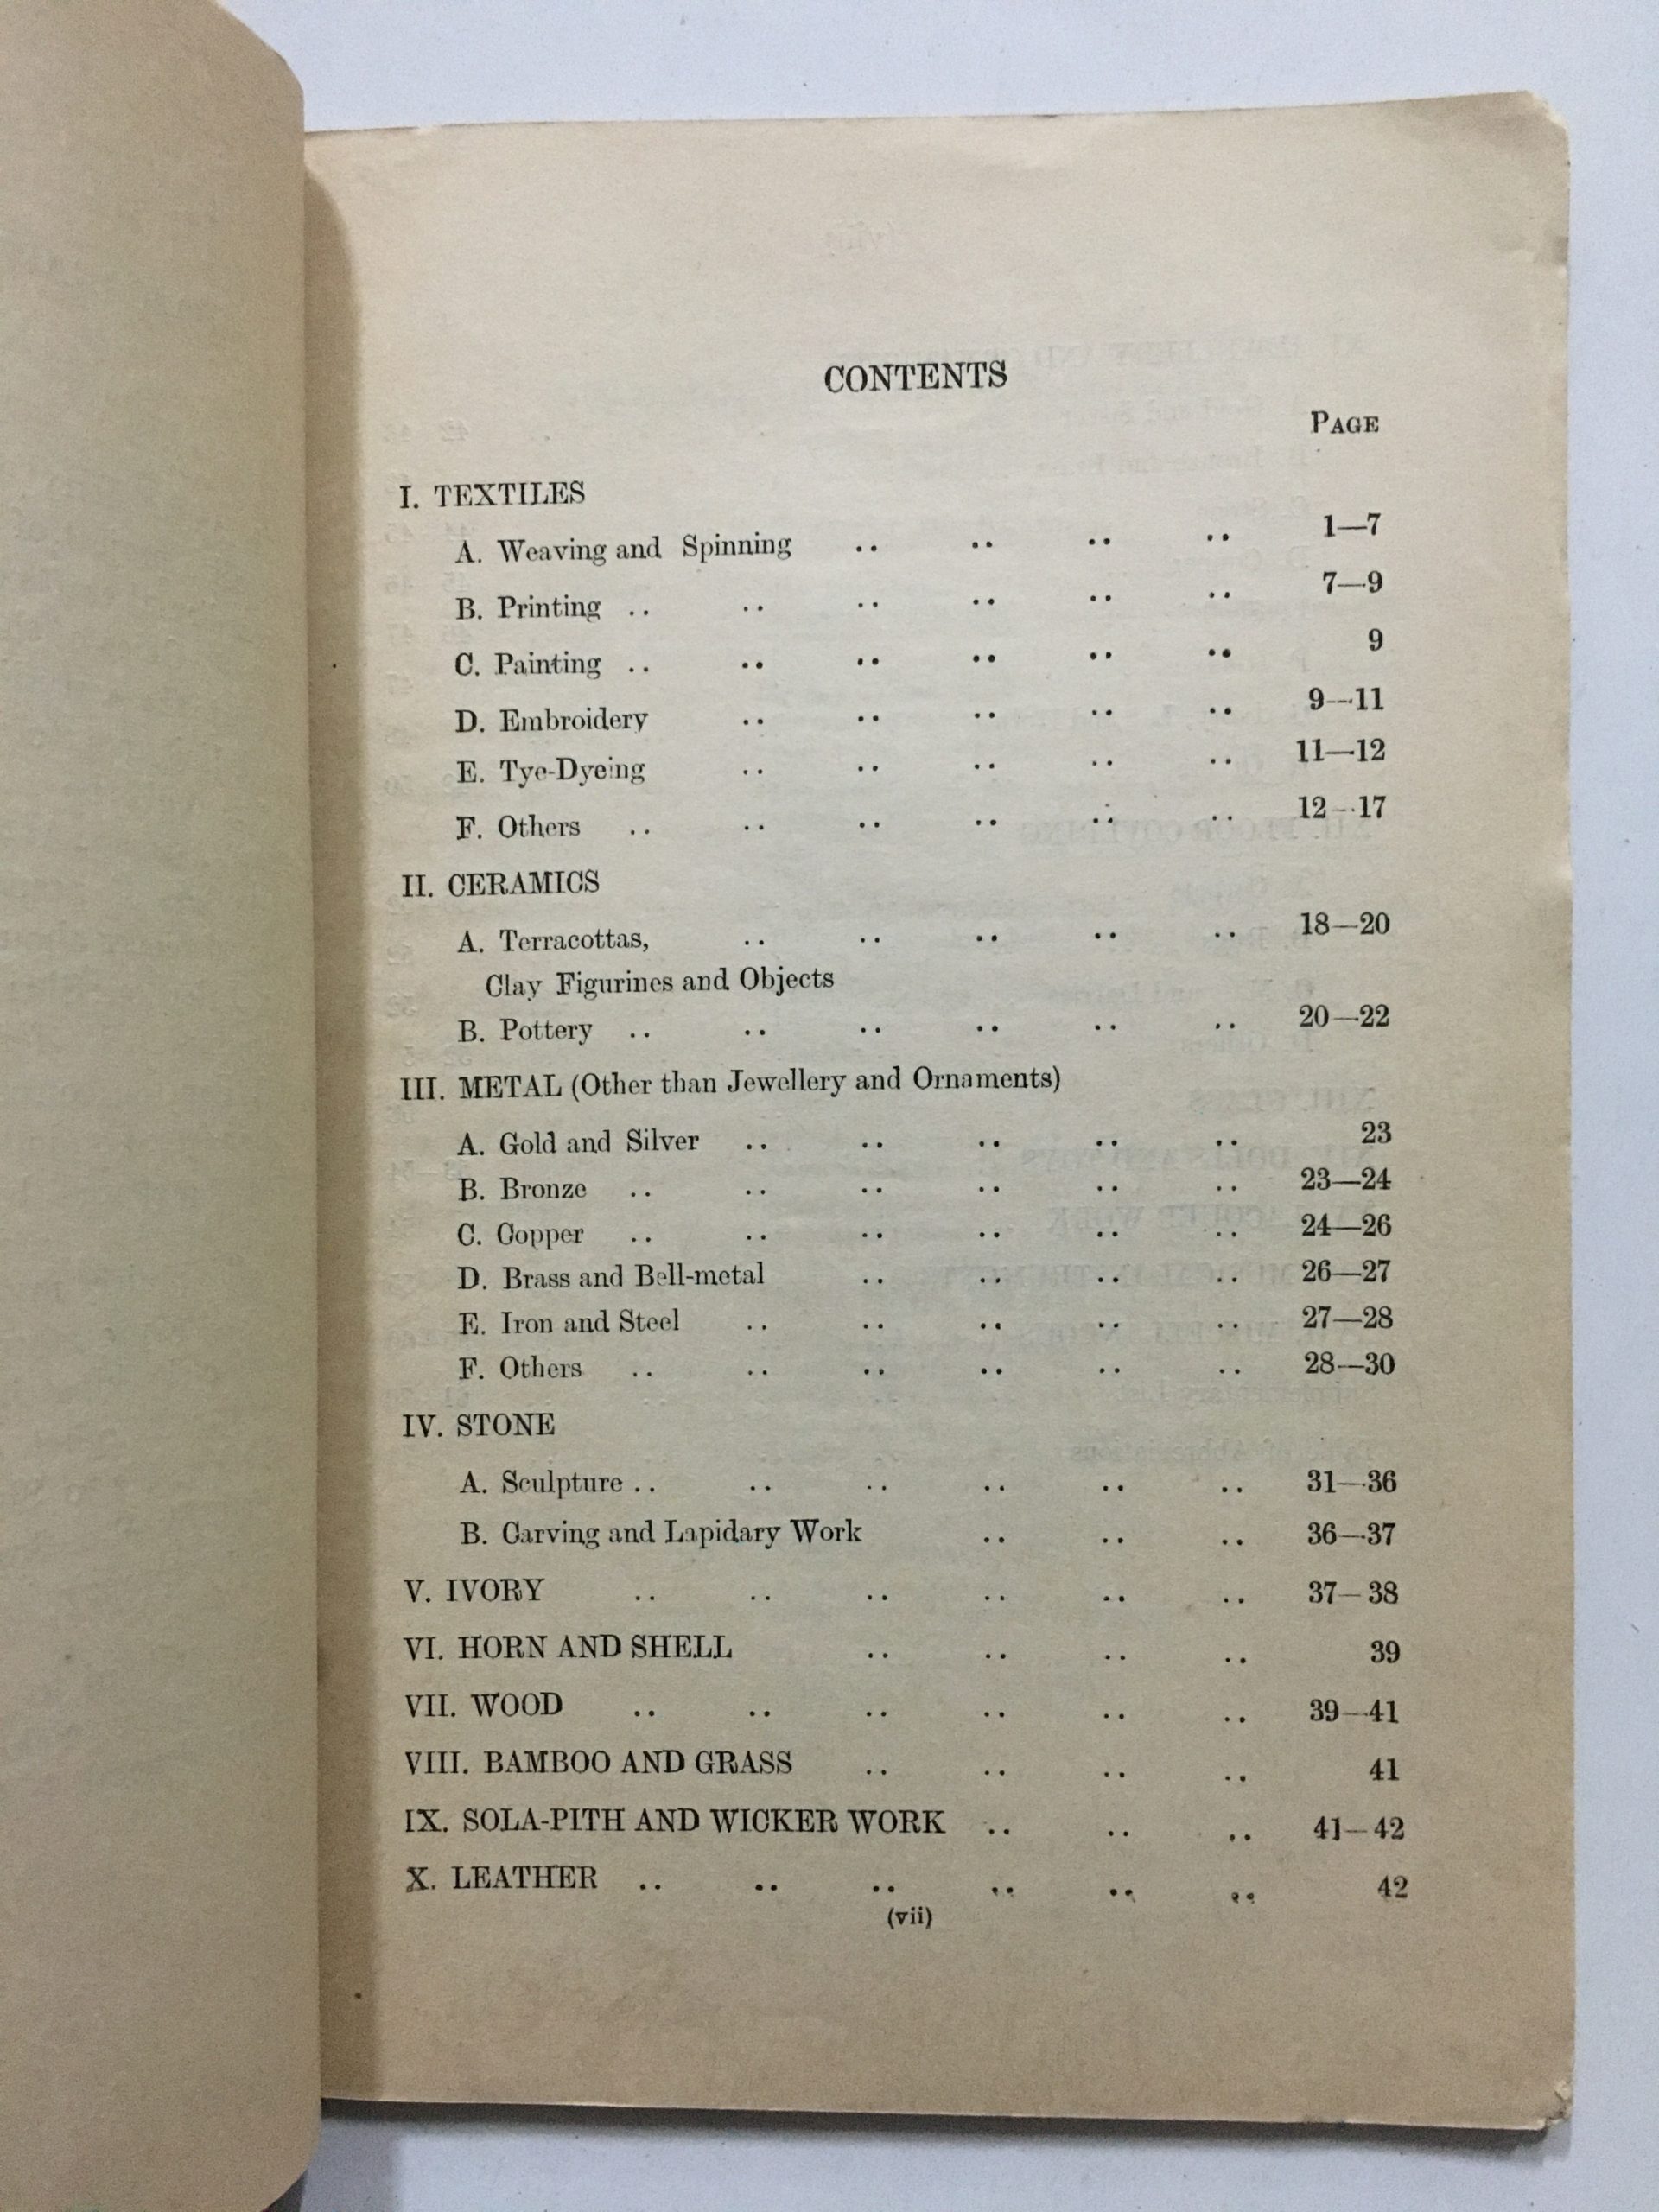 CONTENTS
PAGE
I. TEXTILES
A. Weaving and Spinning .. .. .. .. 1—7
B. Printing .. .. .. .. .. .. 7—9
C. Painting .. .. .. .. .. .. 9
D. Embroidery .. .. .. .. .. 9—11
E. Tye-Dyeing .. .. .. .. .. 11—12
F. Others .. .. .. .. .. .. 12—17
II. CERAMICS
A. Terracottas, .. .. .. .. .. 18—20
Clay Figurines and Objects
B. Pottery .. .. .. .. .. .. 20—22
III. METAL (Other than Jewellery and Ornaments)
A. Gold and Silver .. .. .. .. .. 23
B. Bronze .. .. .. .. .. .. 23—24
C. Copper .. .. .. .. .. .. 24—26
D. Brass and Bell-metal .. .. .. .. 26—27
E. Iron and Steel .. .. .. .. .. 27—28
F. Others .. .. .. .. .. .. 28—30
IV. STONE
A. Sculpture .. .. .. .. .. .. 31—36
B. Carving and Lapidary Work .. .. .. 36—37
V. IVORY .. .. .. .. .. .. 37—38
VI. HORN AND SHELL .. .. .. .. 39
VII. WOOD .. .. .. .. .. .. 39—41
VIII. BAMBOO AND GRASS .. .. .. .. 41
IX. SOLA-PITH AND WICKER WORK .. .. .. 41—42
X. LEATHER .. .. .. .. .. .. 42
(vii)